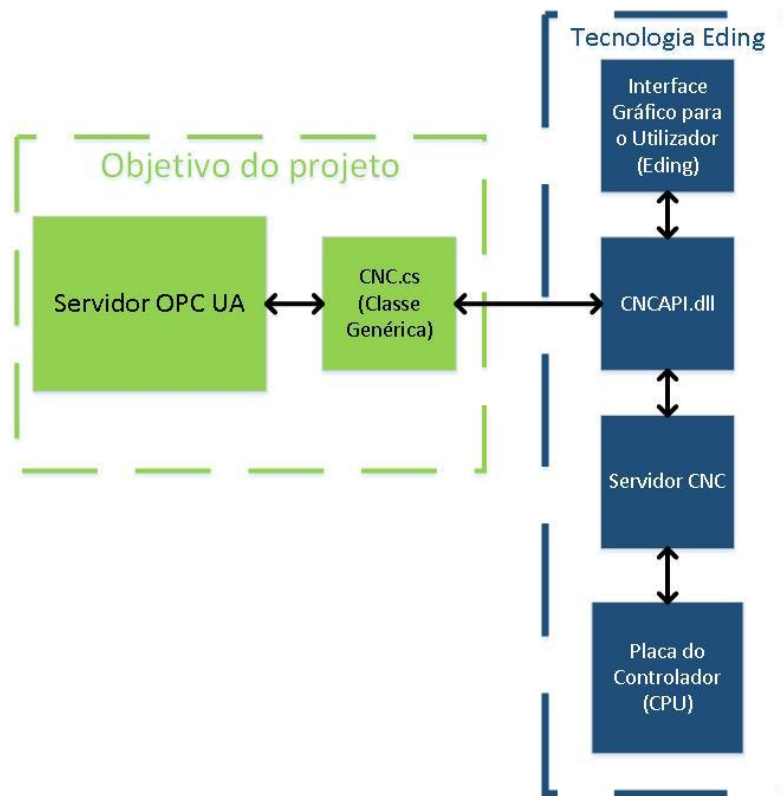 Tecnologia Eding
Interface
Gráfico para
o Utilizador
(Eding)
Objetivo do projeto
Servidor OPC UA
CNC.cs
(Classe
Genérica)
CNCAPI.dll
Servidor CNC
Placa do
Controlador
(CPU)